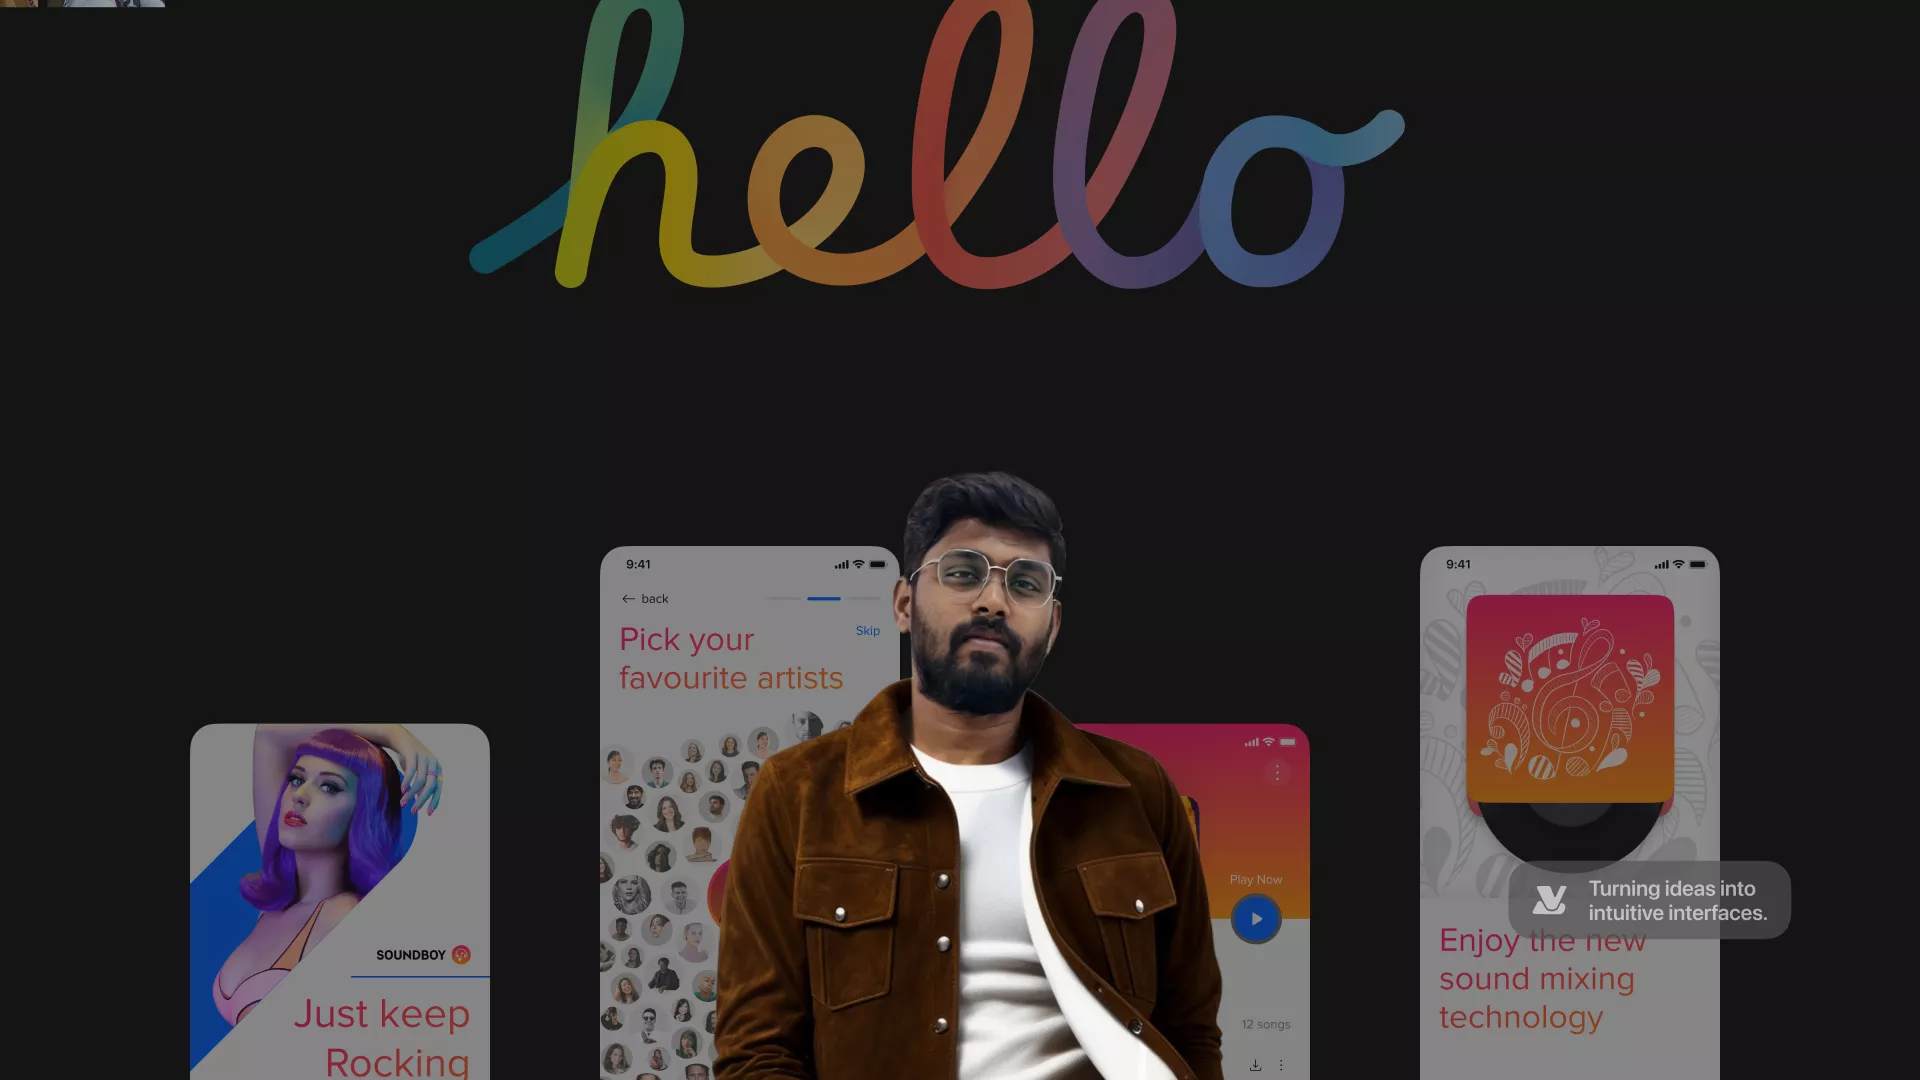 hello
9:41
back
Skip
Pick your
favourite artists
SOUNDBOY
Just keep
Rocking
Play Now
12 songs
9:41
Turning ideas into
intuitive interfaces.
Enjoy the new
sound mixing
technology